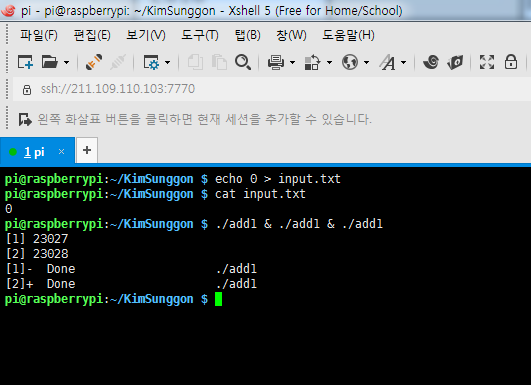 pi - pi@raspberrypi: ~/KimSunggon - Xshell 5 (Free for Home/School)
파일(F) 편집(E) 보기(V) 도구(T) 탭(B) 창(W) 도움말(H)
ssh://211.109.110.103:7770
왼쪽 화살표 버튼을 클릭하면 현재 세션을 추가할 수 있습니다.
1 pi × +
pi@raspberrypi:~/KimSunggon $ echo 0 > input.txt
pi@raspberrypi:~/KimSunggon $ cat input.txt
0
pi@raspberrypi:~/KimSunggon $ ./add1 & ./add1 & ./add1
[1] 23027
[2] 23028
[1]-  Done                    ./add1
[2]+  Done                    ./add1
pi@raspberrypi:~/KimSunggon $